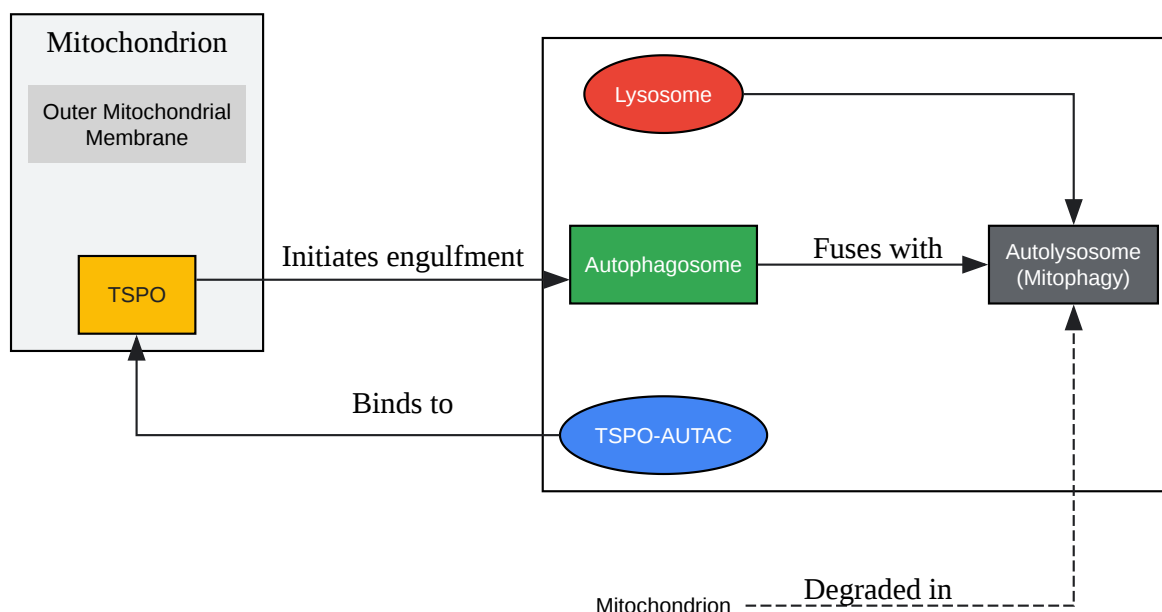 Mitochondrion
Outer Mitochondrial
Membrane
TSPO
Initiates engulfment
Binds to
Lysosome
Autophagosome
Fuses with
Autolysosome
(Mitophagy)
TSPO-AUTAC
Mitochondrion
Degraded in